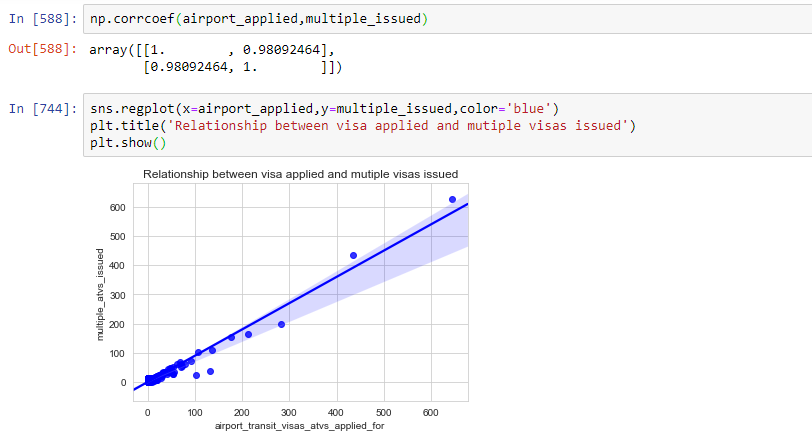 In [588]: np.corrcoef(airport_applied,multiple_issued)
Out[588]: array([[1.        , 0.98092464],
       [0.98092464, 1.        ]])
In [744]: sns.regplot(x=airport_applied,y=multiple_issued,color='blue')
plt.title('Relationship between visa applied and mutiple visas issued')
plt.show()
Relationship between visa applied and mutiple visas issued
600
500
400
300
200
100
0
multiple_atvs_issued
0 100 200 300 400 500 600
airport_transit_visas_atvs_applied_for